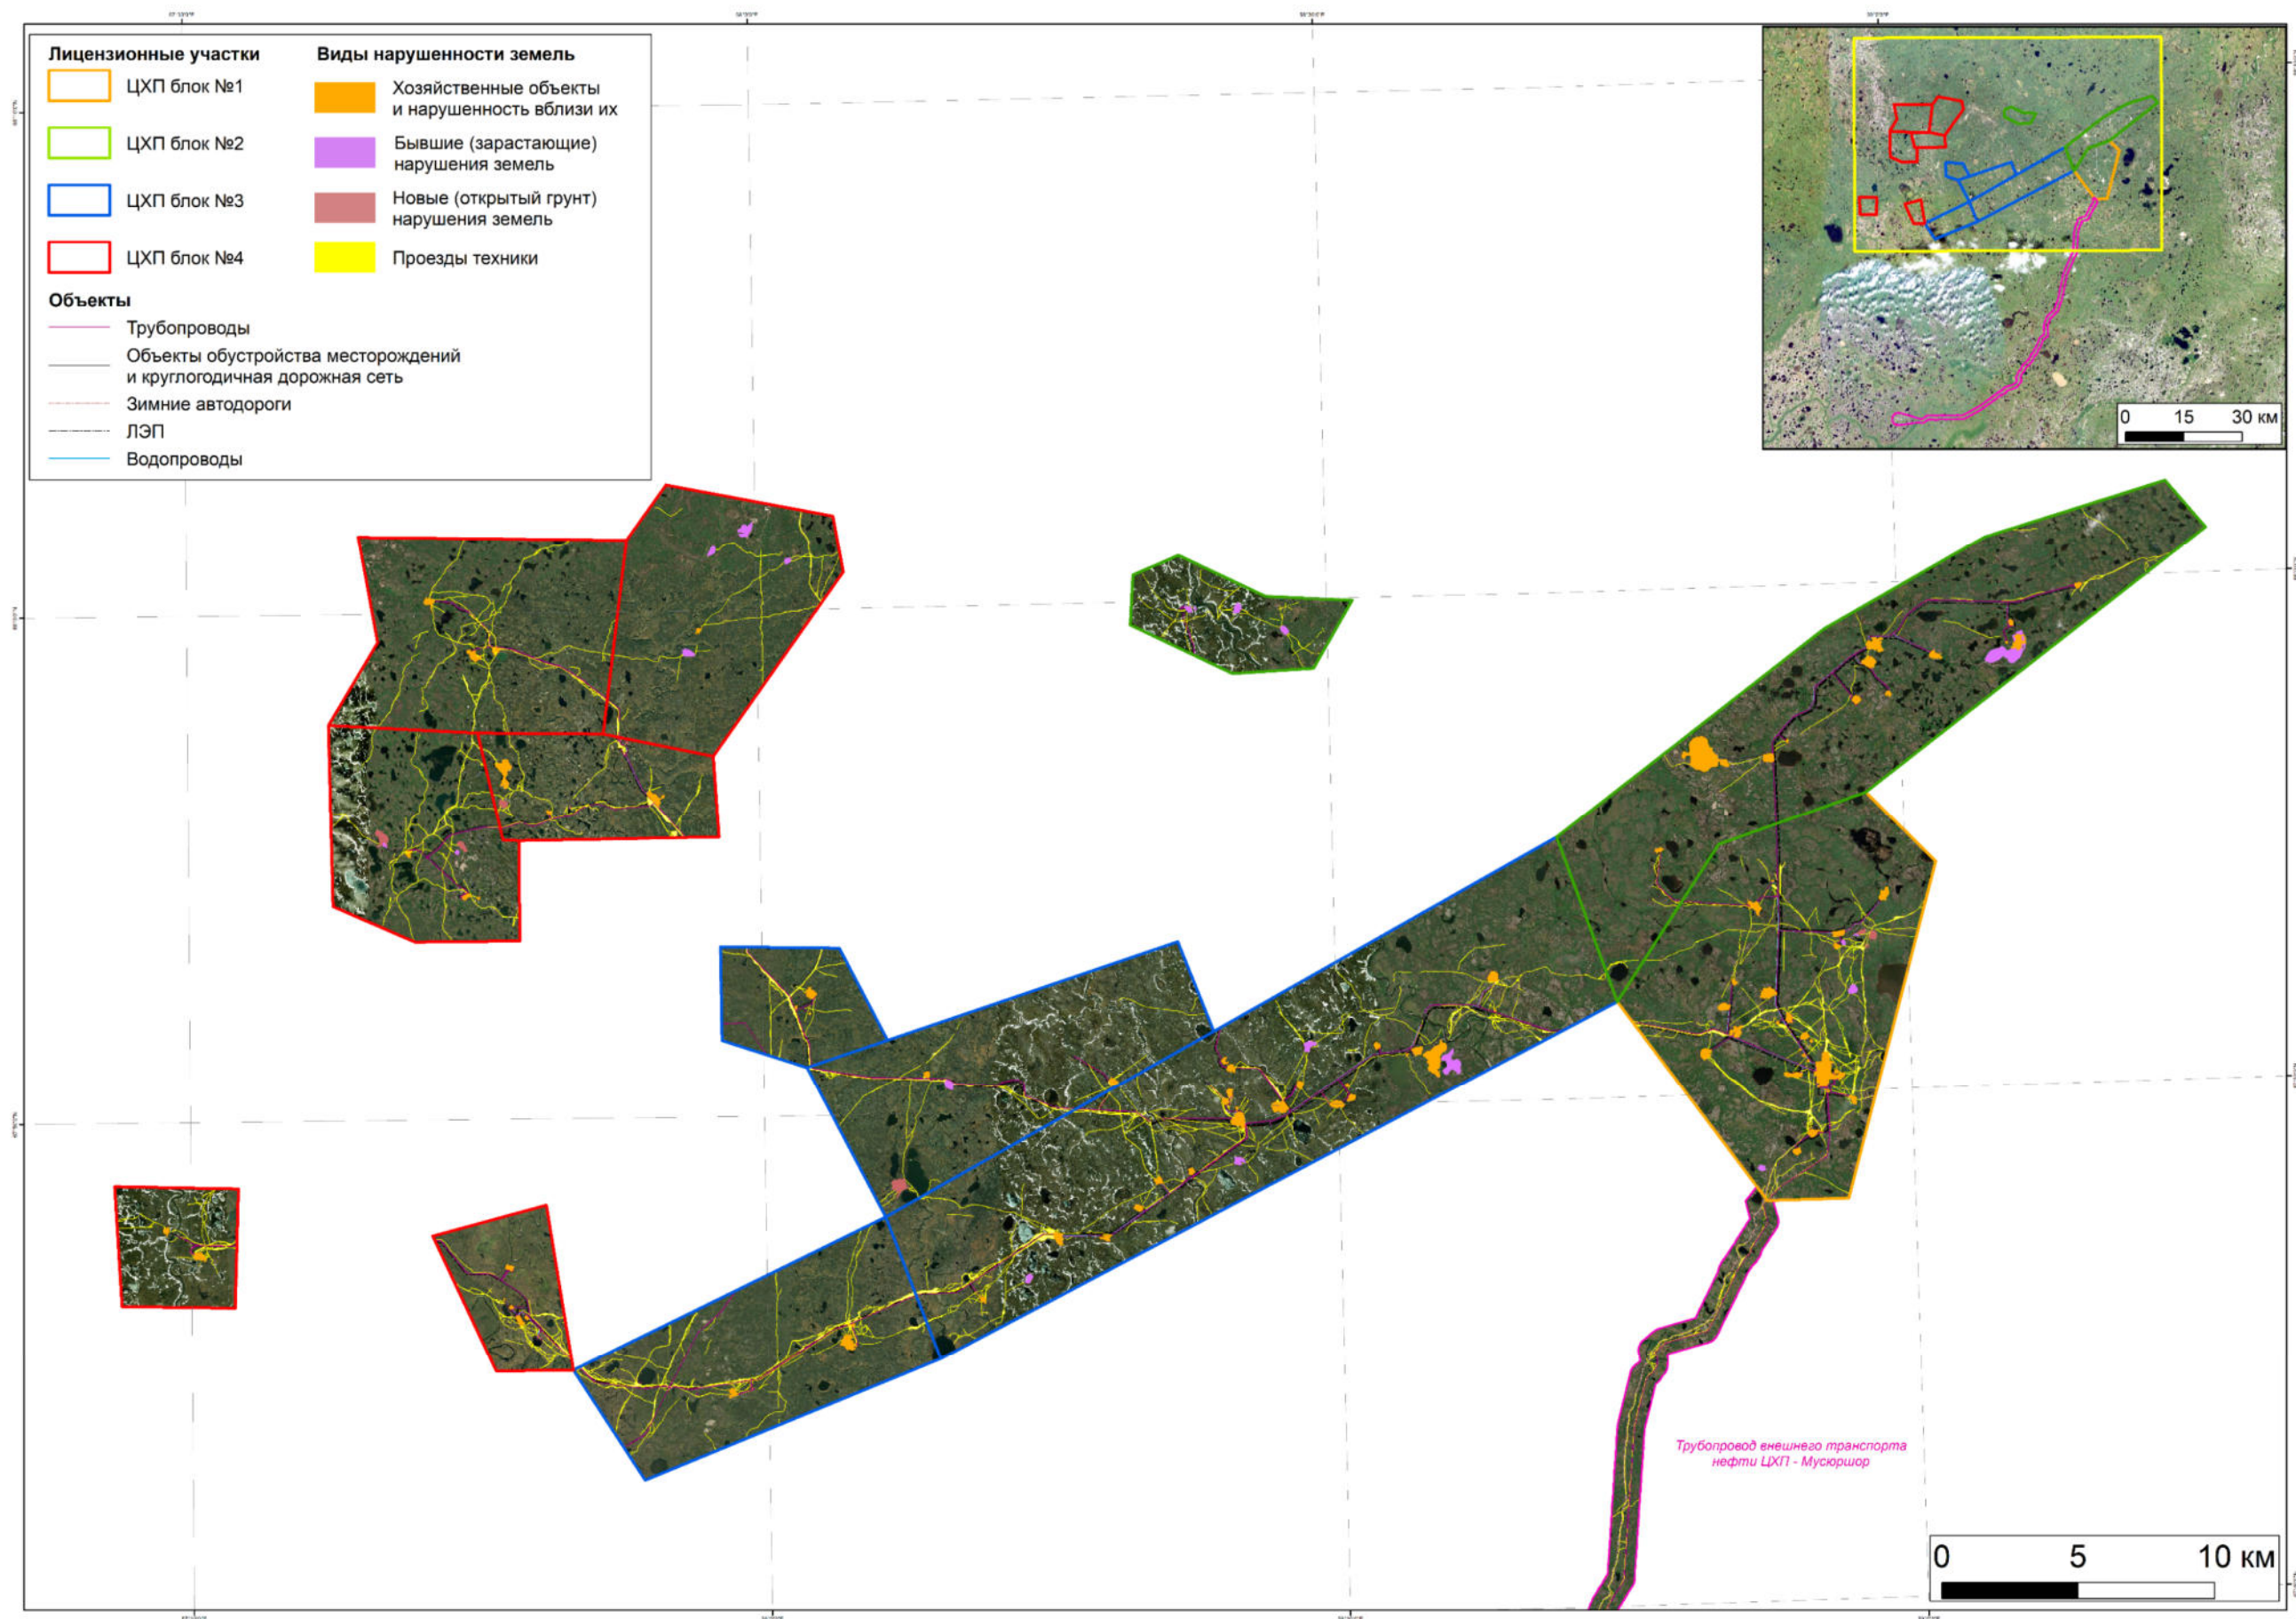 Лицензионные участки
ЦХП блок №1
ЦХП блок №2
ЦХП блок №3
ЦХП блок №4
Виды нарушенности земель
Хозяйственные объекты
и нарушенность вблизи их
Бывшие (зарастающие)
нарушения земель
Новые (открытый грунт)
нарушения земель
Проезды техники
Объекты
Трубопроводы
Объекты обустройства месторождений
и круглогодичная дорожная сеть
Зимние автодороги
ЛЭП
Водопроводы
0 15 30 км
Трубопровод внешнего транспорта
нефти ЦХП - Мусюршор
0 5 10 км